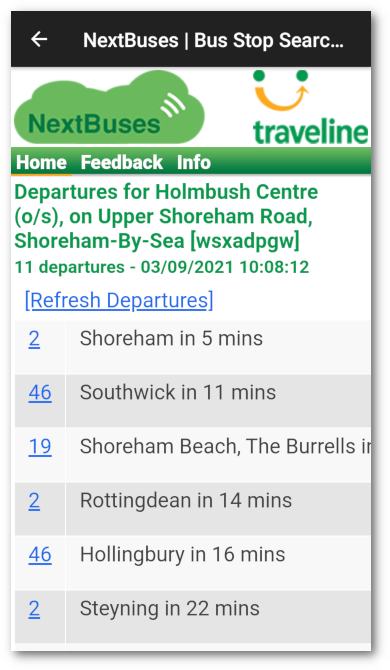 NextBuses | Bus Stop Searc...
NextBuses
traveline
Home Feedback Info
Departures for Holmbush Centre
(o/s), on Upper Shoreham Road,
Shoreham-By-Sea [wsxadpgw]
11 departures - 03/09/2021 10:08:12
[Refresh Departures]
2 Shoreham in 5 mins
46 Southwick in 11 mins
19 Shoreham Beach, The Burrells in
2 Rottingdean in 14 mins
46 Hollingbury in 16 mins
2 Steyning in 22 mins